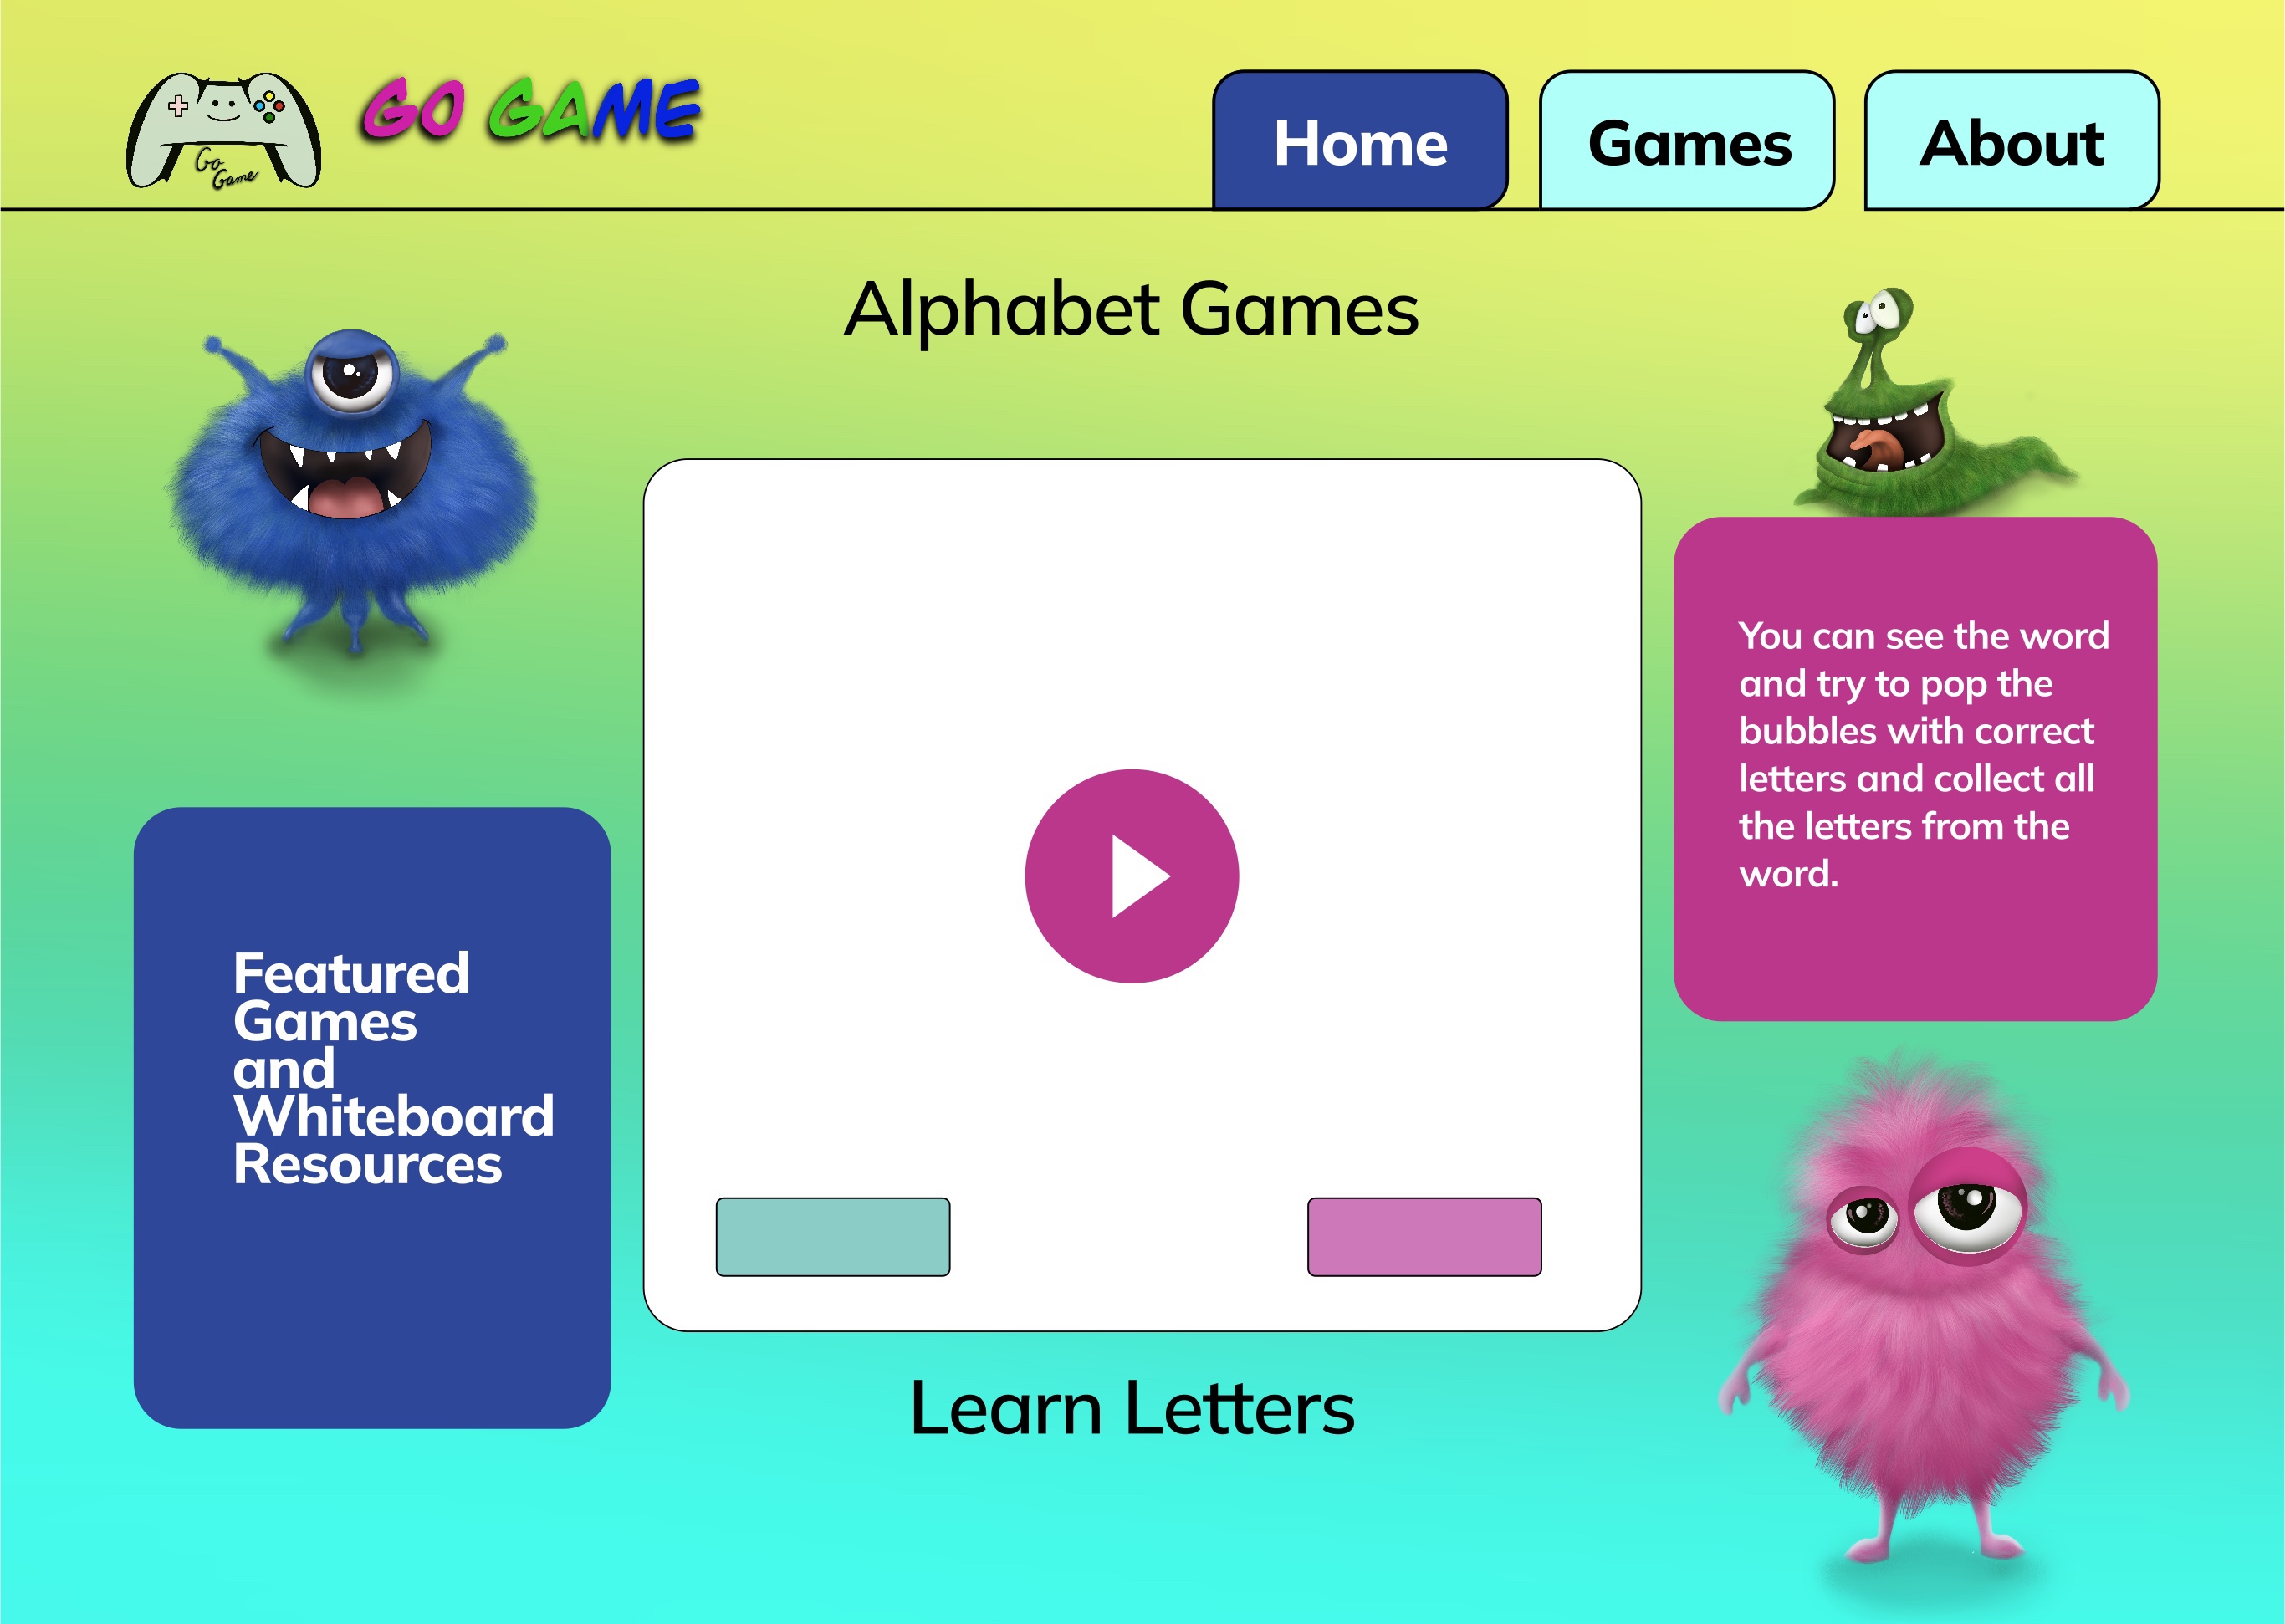 Go
Game
GO GAME
Home
Games
About
Alphabet Games
You can see the word
and try to pop the
bubbles with correct
letters and collect all
the letters from the
word.
Featured
Games
and
Whiteboard
Resources
Learn Letters